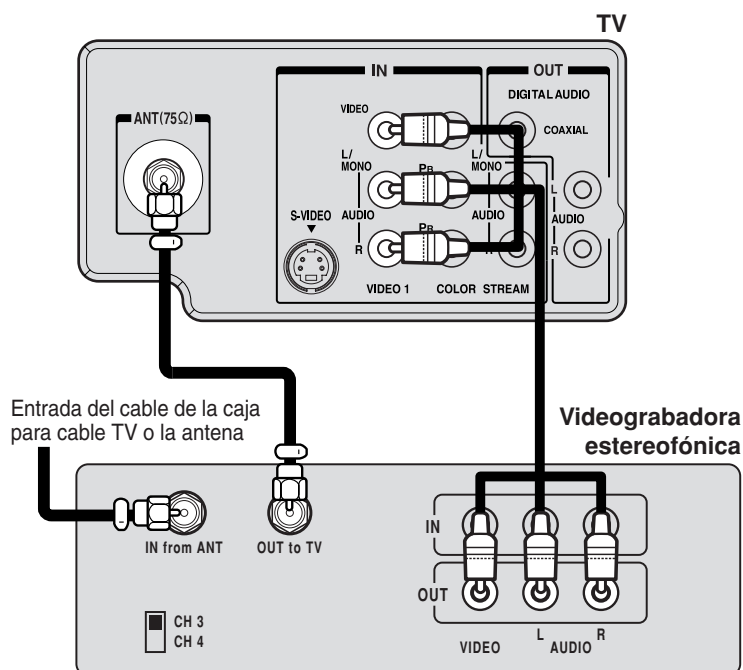 TV
IN
OUT
DIGITAL AUDIO
ANT(75Ω)
VIDEO
COAXIAL
L/
MONO
PB
L/
MONO
L
S-VIDEO
AUDIO
AUDIO
AUDIO
PB
R
R
R
VIDEO 1
COLOR STREAM
Entrada del cable de la caja
para cable TV o la antena
Videograbadora
estereofónica
IN
IN from ANT
OUT to TV
OUT
CH 3
CH 4
VIDEO
L
AUDIO
R